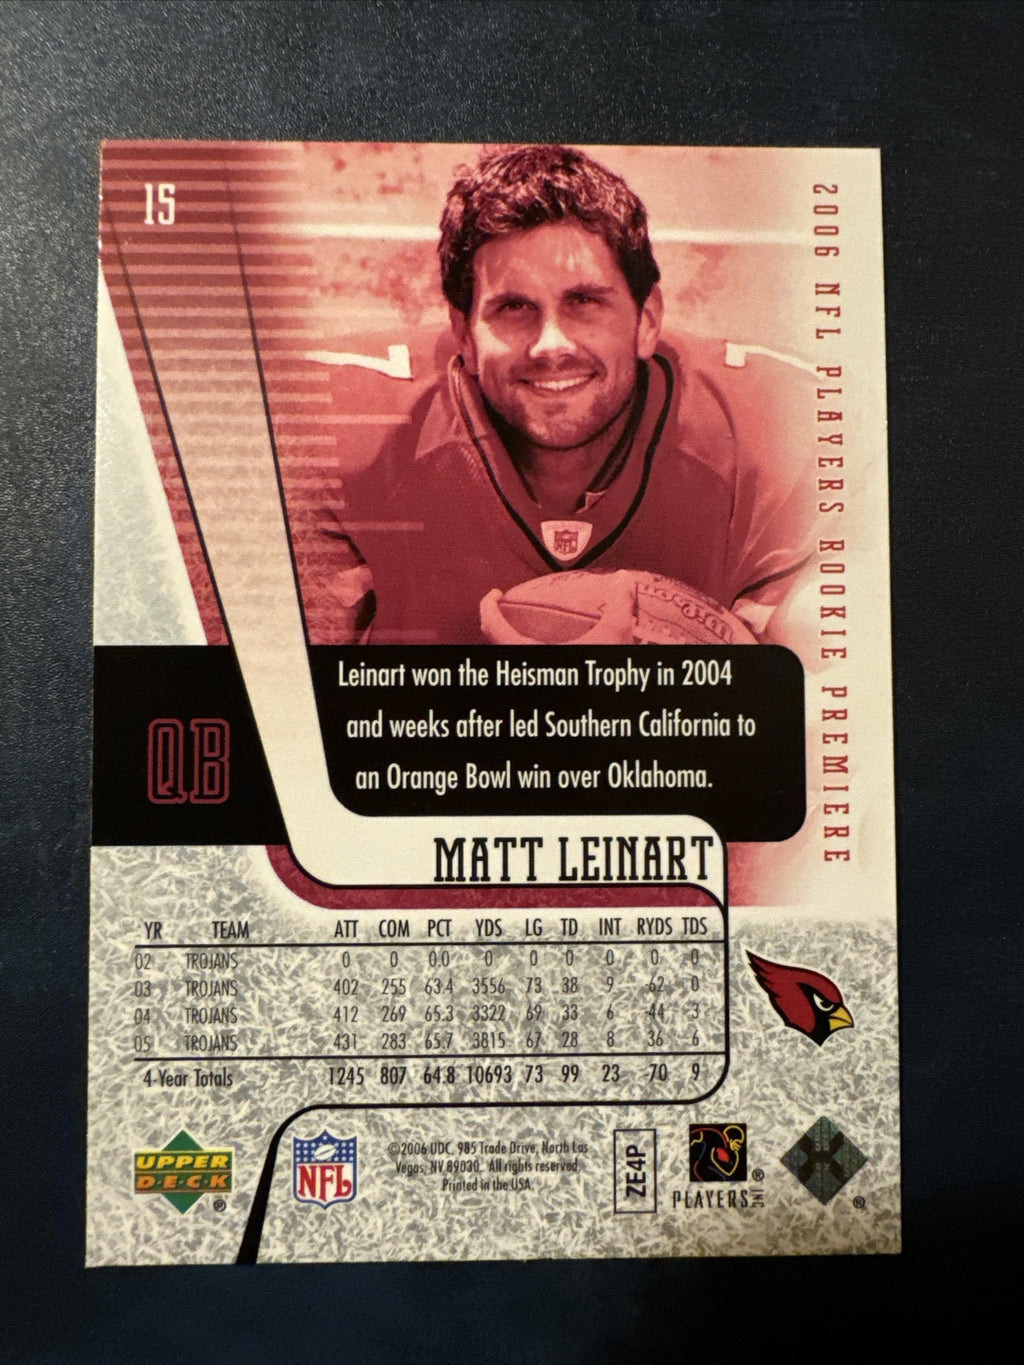 15
2006 NFL PLAYERS ROOKIE PREMIERE
NFL
Wilson
Leinart won the Heisman Trophy in 2004
and weeks after led Southern California to
an Orange Bowl win over Oklahoma.
QB
MATT LEINART
YR TEAM ATT COM PCT YDS LG TD INT RYDS TDS
02 TROJANS 0 0 0.0 0 0 0 0 0 0
03 TROJANS 402 255 63.4 3556 73 38 9 -62 0
04 TROJANS 412 269 65.3 3322 69 33 6 -44 3
05 TROJANS 431 283 65.7 3815 67 28 8 36 6
4-Year Totals 1245 807 64.8 10693 73 99 23 -70 9
UPPER
DECK ®
NFL
©2006 UDC. 985 Trade Drive, North Las
Vegas, NV 89030. All rights reserved.
Printed in the USA.
ZE4P
PLAYERS INC ®
®